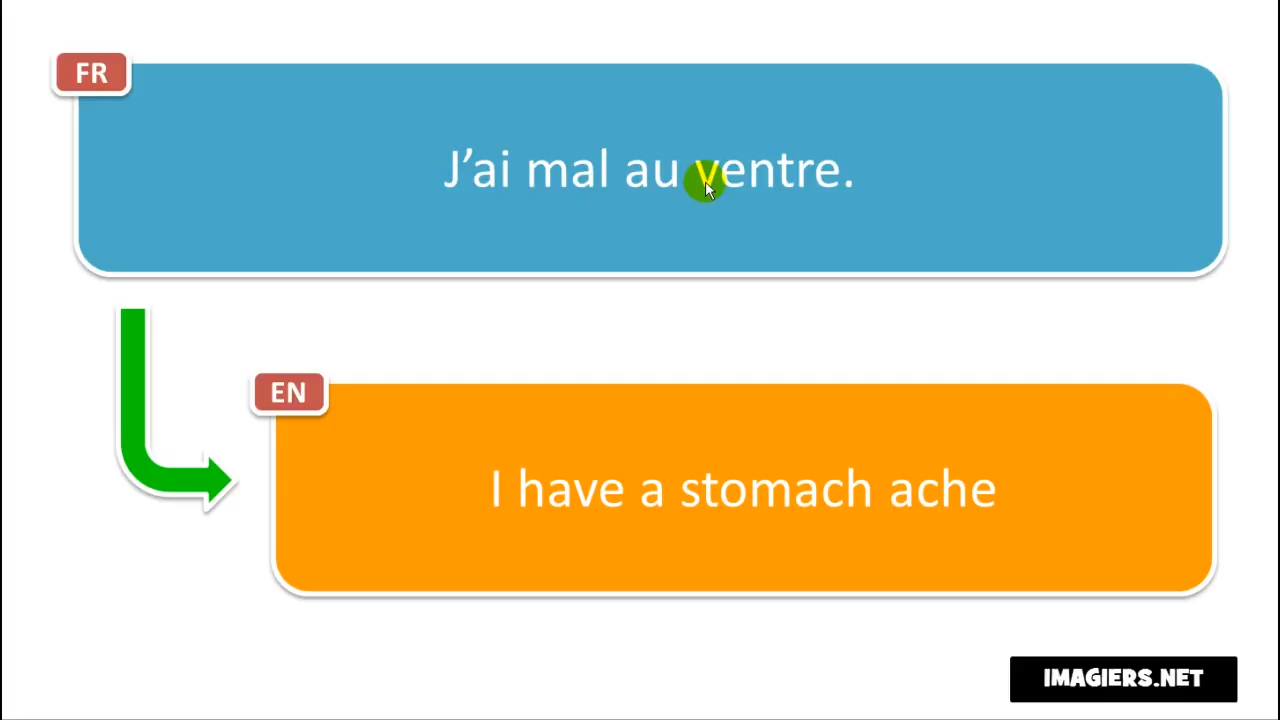 FR
J’ai mal au ventre.
EN
I have a stomach ache
IMAGIERS.NET